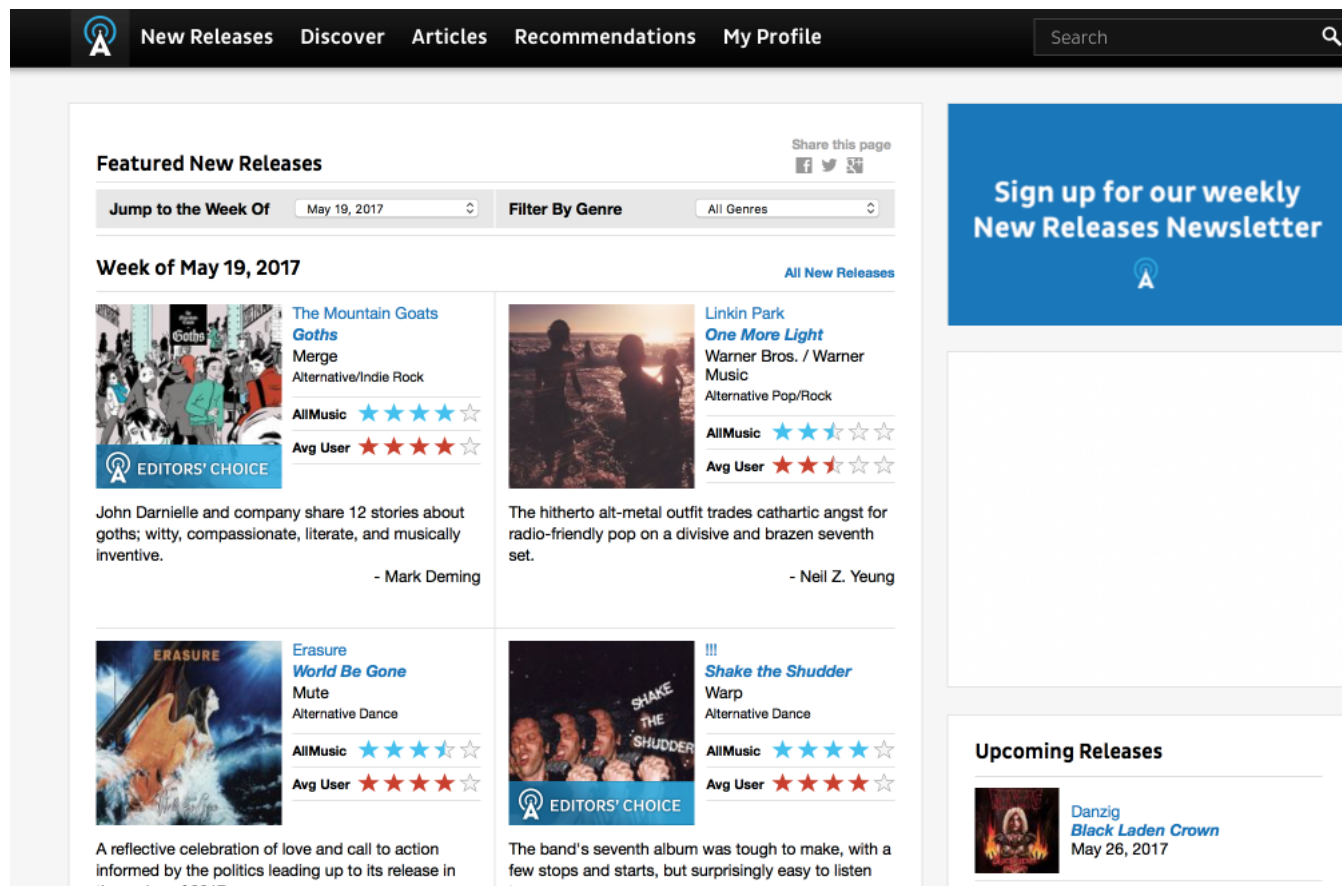 New Releases Discover Articles Recommendations My Profile Search
Share this page
Featured New Releases
Jump to the Week Of May 19, 2017 Filter By Genre All Genres
Week of May 19, 2017 All New Releases
Goths
EDITORS' CHOICE
The Mountain Goats
Goths
Merge
Alternative/Indie Rock
AllMusic
Avg User
John Darnielle and company share 12 stories about
goths; witty, compassionate, literate, and musically
inventive.
- Mark Deming
Linkin Park
One More Light
Warner Bros. / Warner
Music
Alternative Pop/Rock
AllMusic
Avg User
The hitherto alt-metal outfit trades cathartic angst for
radio-friendly pop on a divisive and brazen seventh
set.
- Neil Z. Yeung
ERASURE
Erasure
World Be Gone
Mute
Alternative Dance
AllMusic
Avg User
A reflective celebration of love and call to action
informed by the politics leading up to its release in
SHAKE
THE
SHUDDER
EDITORS' CHOICE
!!!
Shake the Shudder
Warp
Alternative Dance
AllMusic
Avg User
The band's seventh album was tough to make, with a
few stops and starts, but surprisingly easy to listen
Sign up for our weekly
New Releases Newsletter
Upcoming Releases
Danzig
Black Laden Crown
May 26, 2017